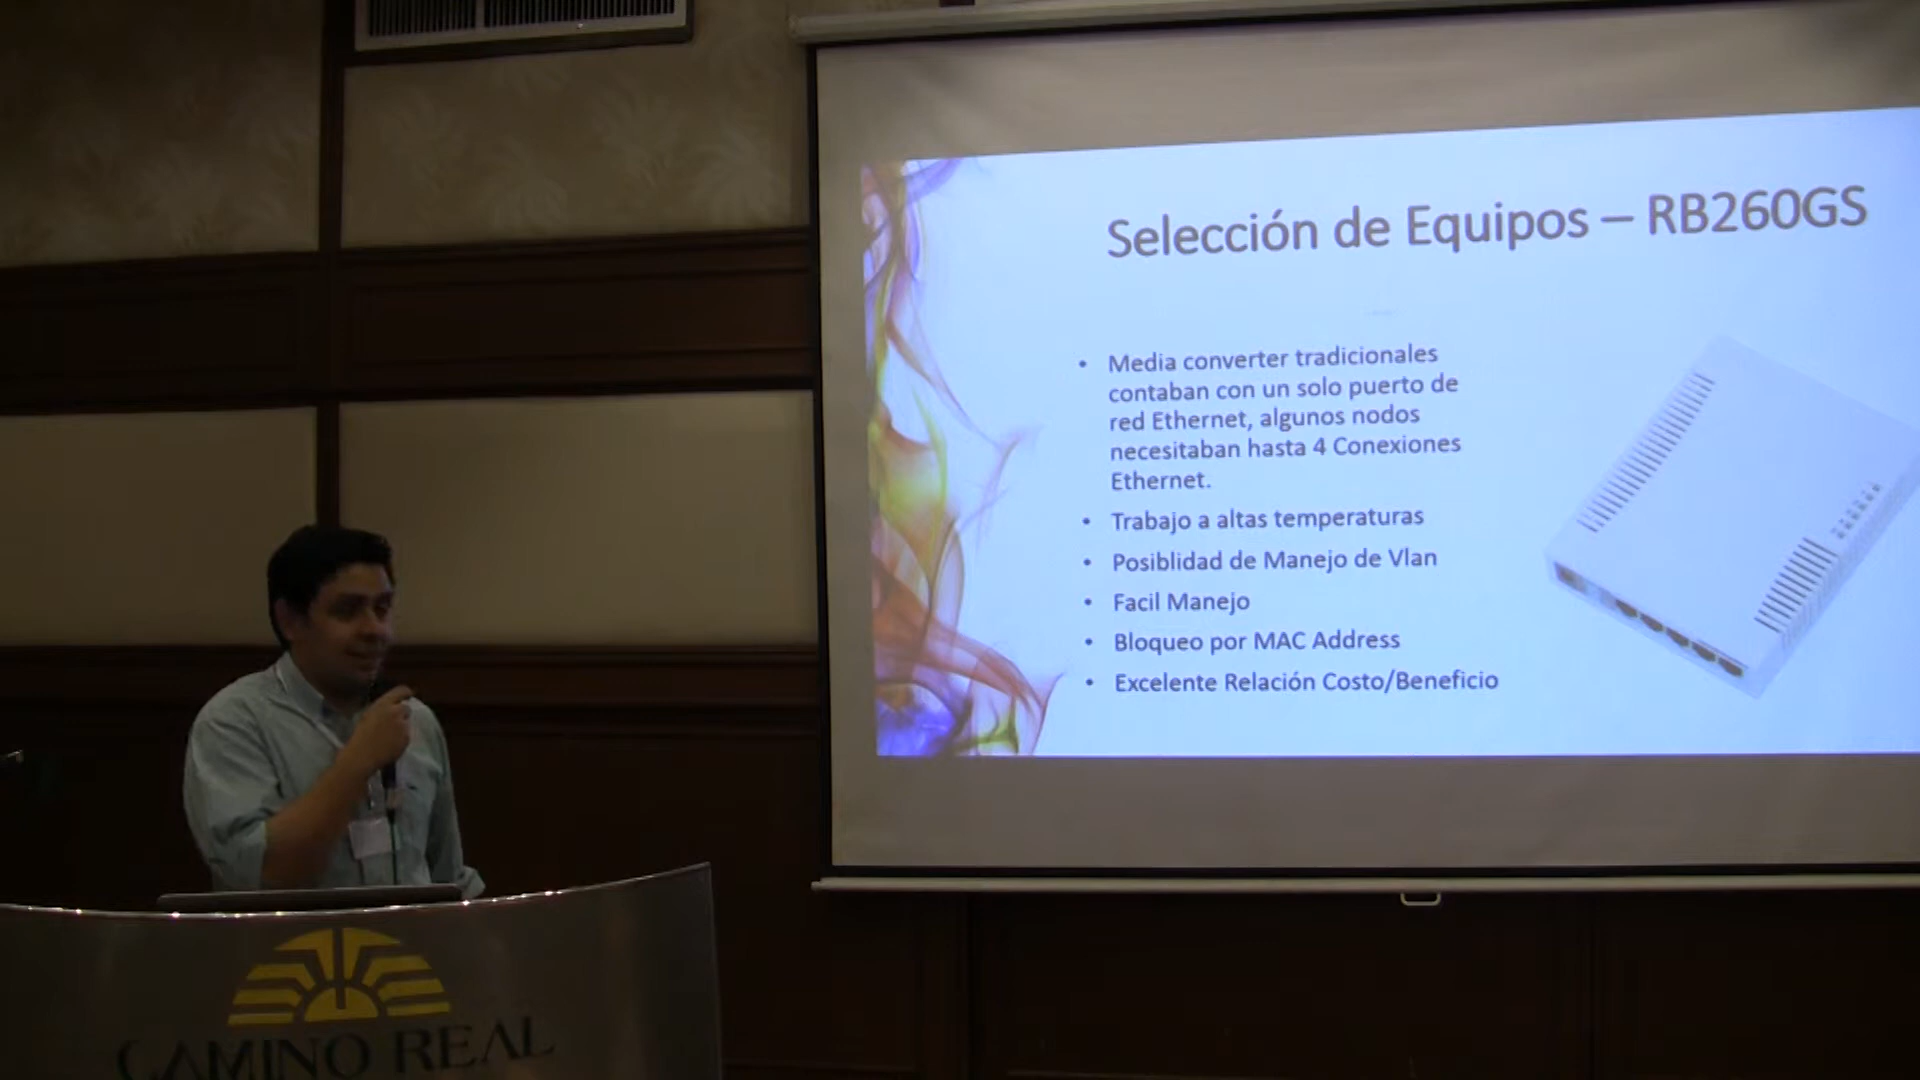 Selección de Equipos – RB260GS
• Media converter tradicionales
contaban con un solo puerto de
red Ethernet, algunos nodos
necesitaban hasta 4 Conexiones
Ethernet.
• Trabajo a altas temperaturas
• Posiblidad de Manejo de Vlan
• Facil Manejo
• Bloqueo por MAC Address
• Excelente Relación Costo/Beneficio
CAMINO REAL